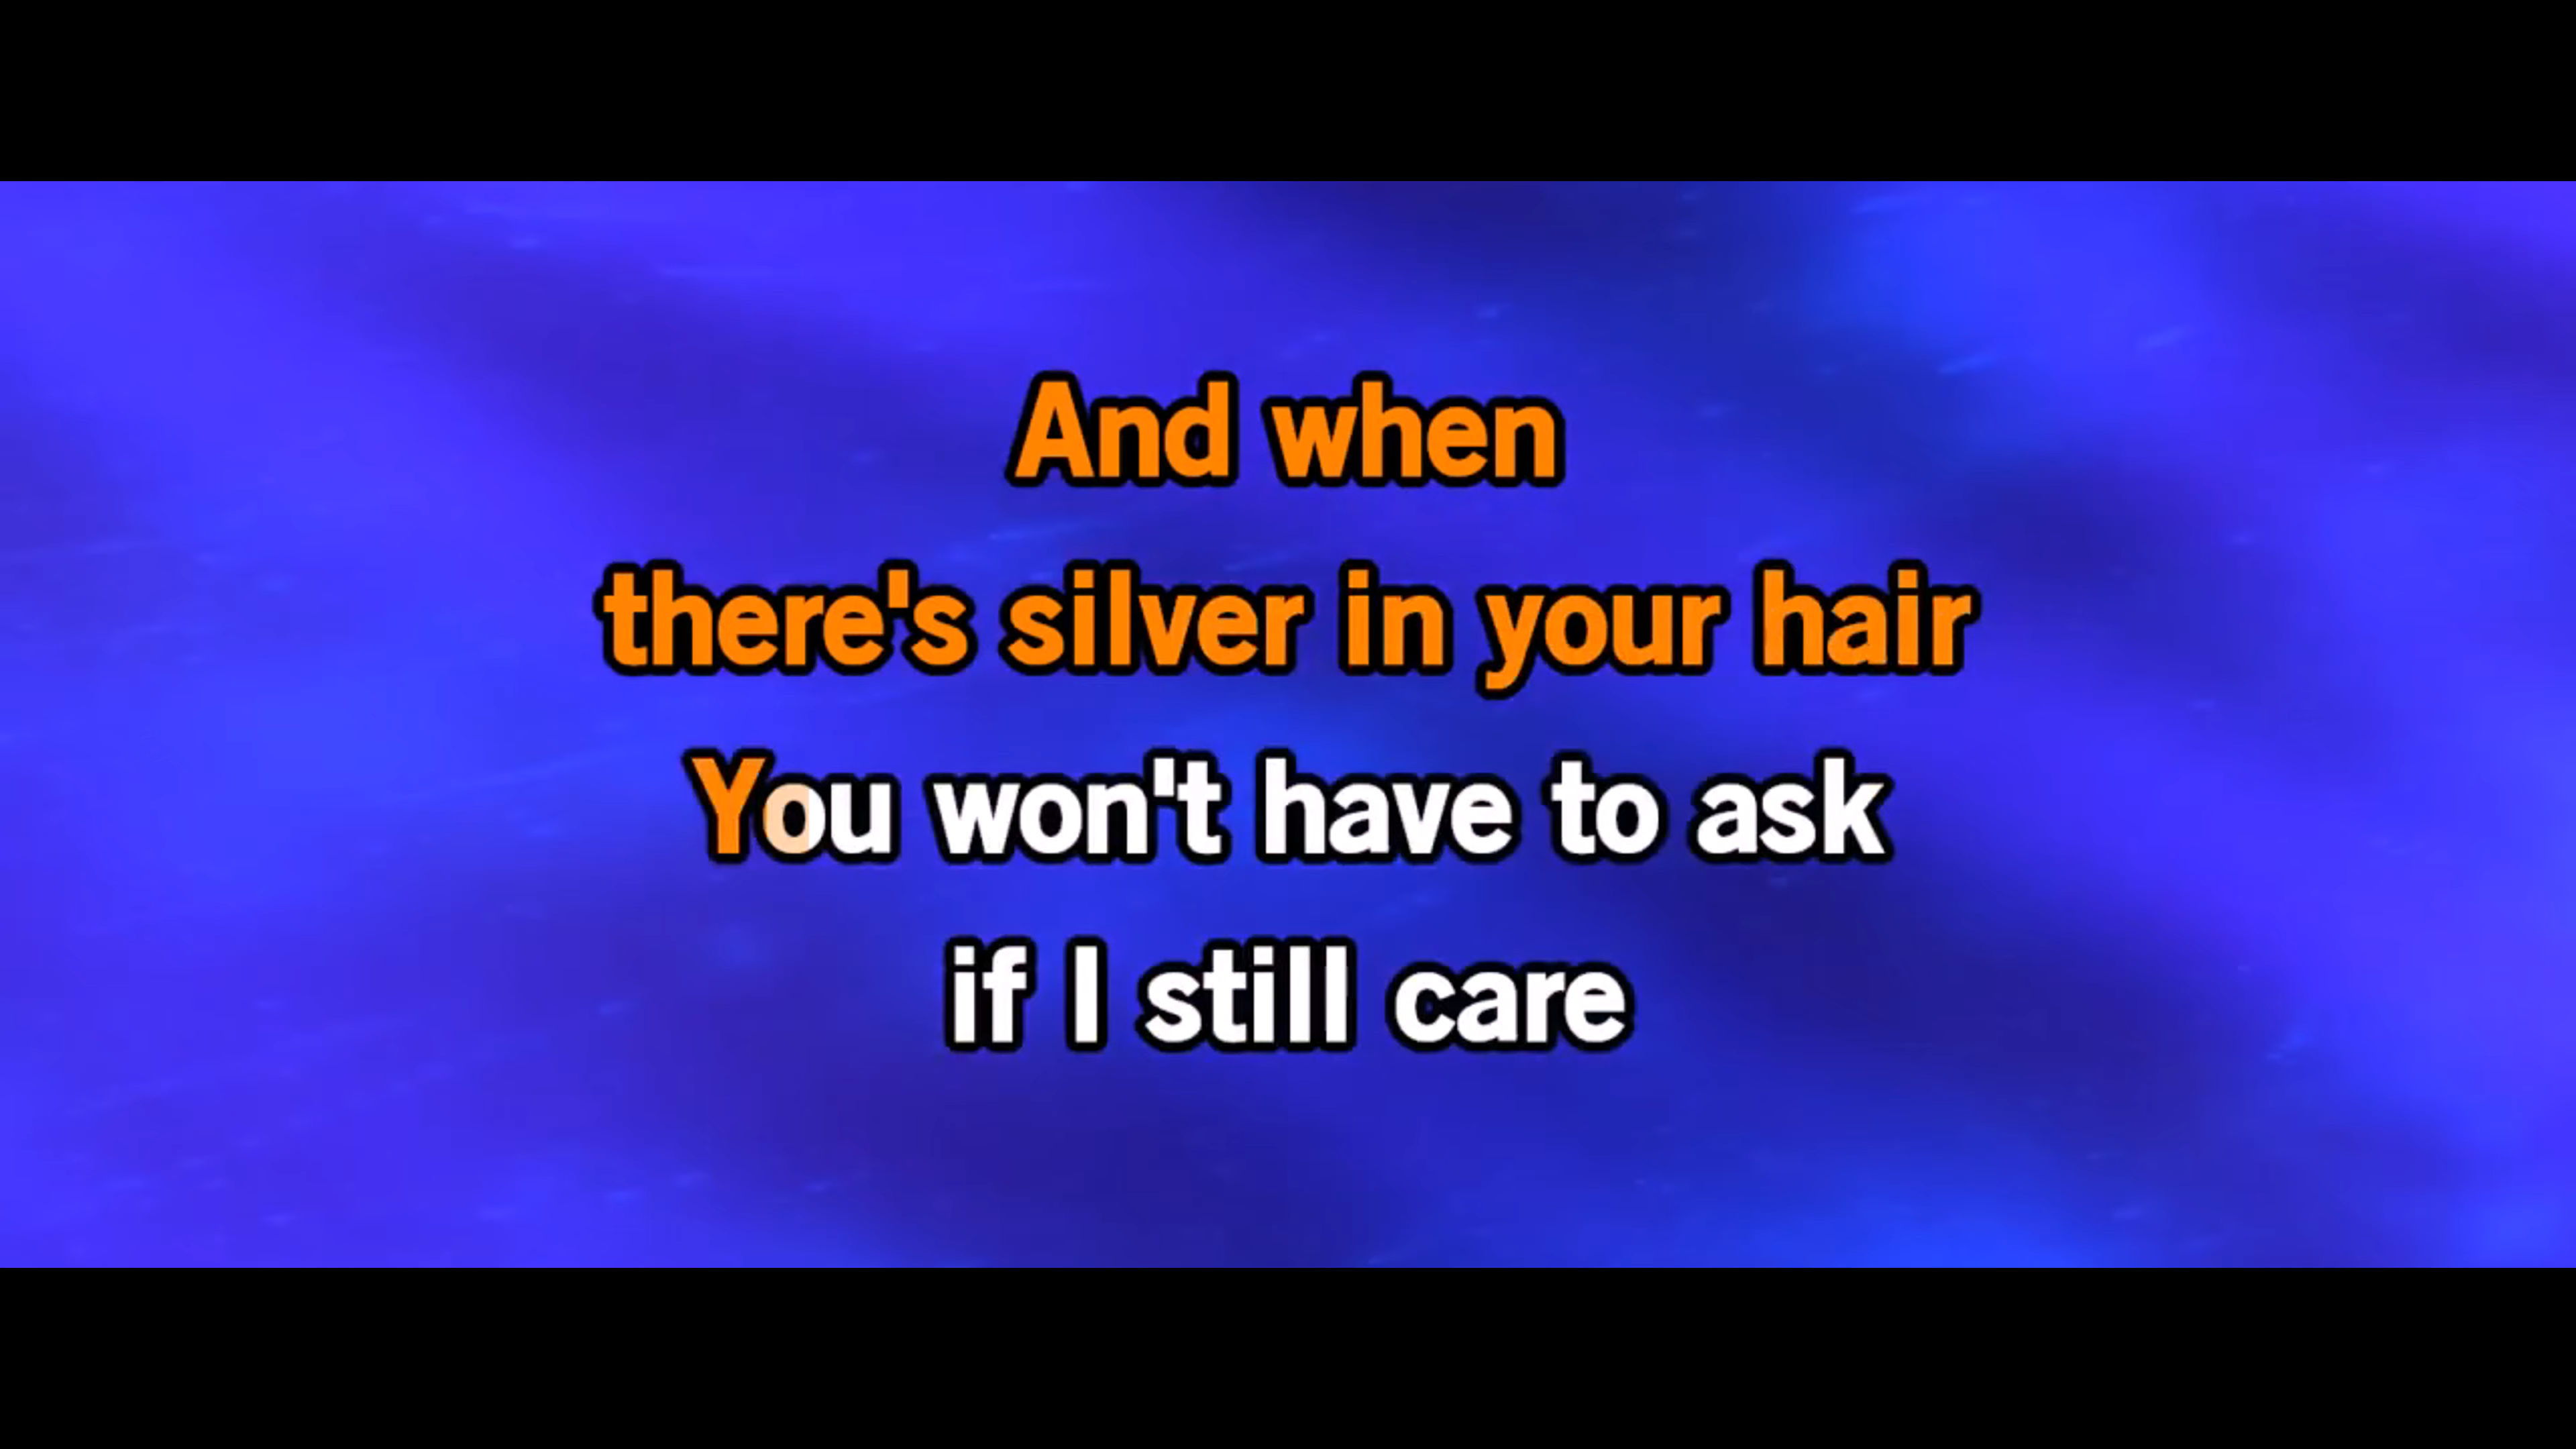 And when
there's silver in your hair
You won't have to ask
if I still care